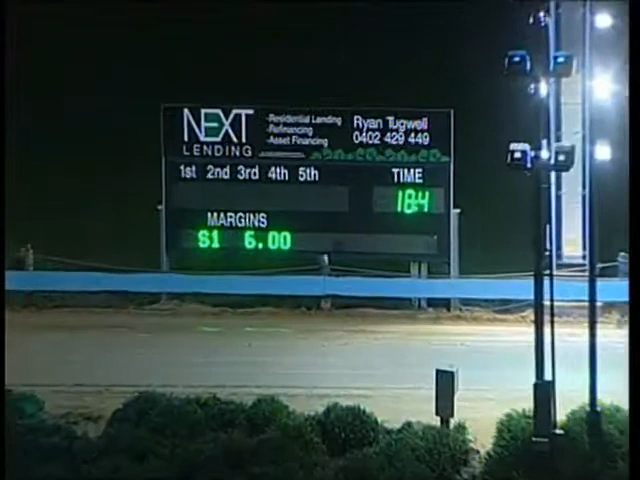 NEXT
LENDING
-Residential Lending
-Refinancing
-Asset Financing
Ryan Tugwell
0402 429 449
1st 2nd 3rd 4th 5th
TIME
18:4
MARGINS
S1 6.00